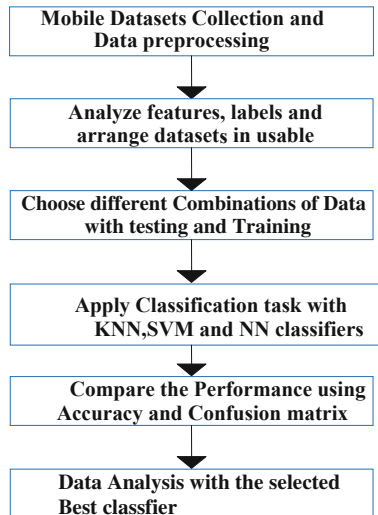 Mobile Datasets Collection and
Data preprocessing
Analyze features, labels and
arrange datasets in usable
Choose different Combinations of Data
with testing and Training
Apply Classification task with
KNN,SVM and NN classifiers
Compare the Performance using
Accuracy and Confusion matrix
Data Analysis with the selected
Best classfier